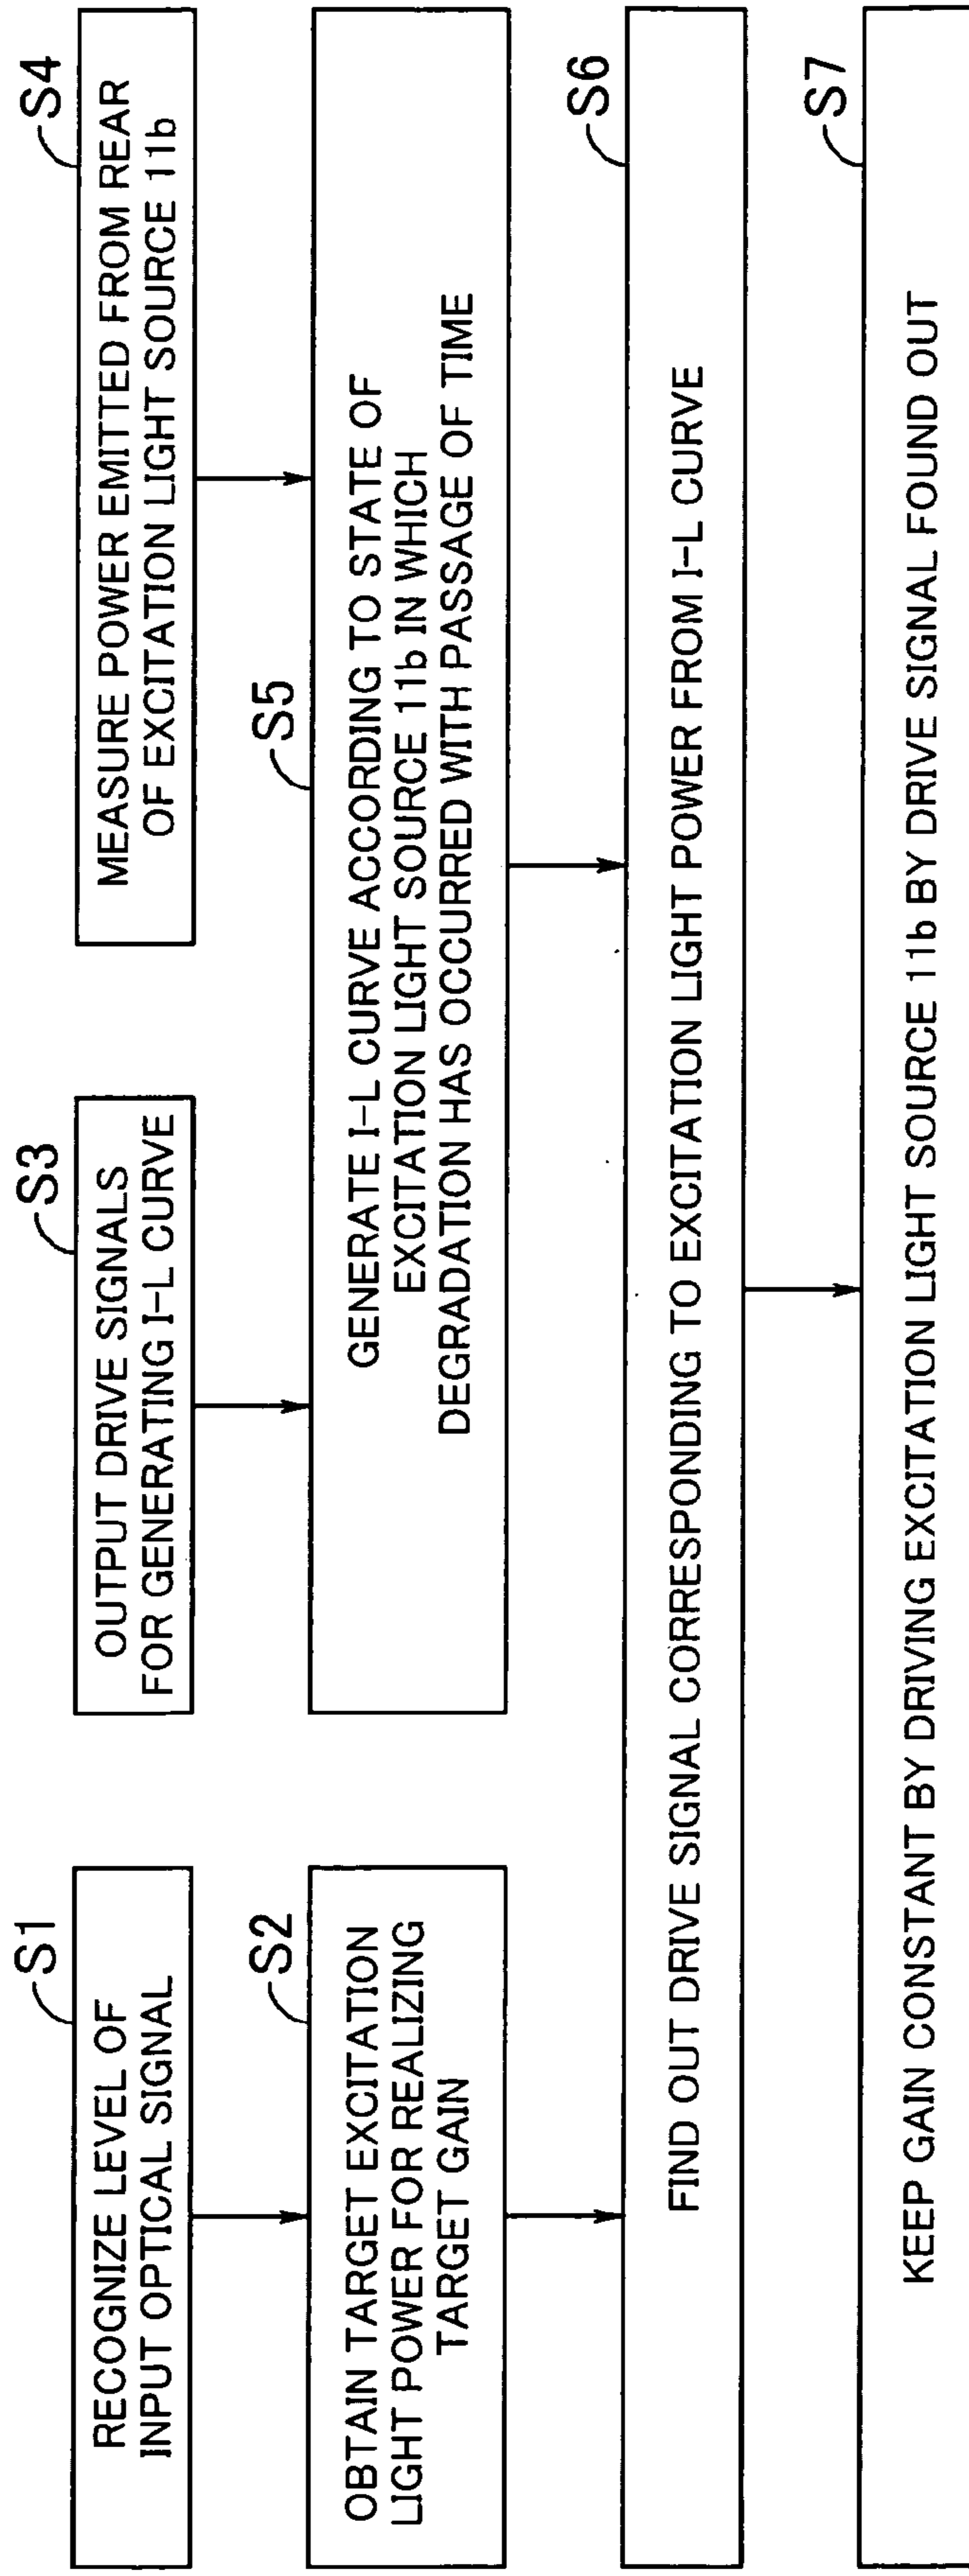 S1
RECOGNIZE LEVEL OF
INPUT OPTICAL SIGNAL
S2
OBTAIN TARGET EXCITATION
LIGHT POWER FOR REALIZING
TARGET GAIN
S3
OUTPUT DRIVE SIGNALS
FOR GENERATING I-L CURVE
S4
MEASURE POWER EMITTED FROM REAR
OF EXCITATION LIGHT SOURCE 11b
S5
GENERATE I-L CURVE ACCORDING TO STATE OF
EXCITATION LIGHT SOURCE 11b IN WHICH
DEGRADATION HAS OCCURRED WITH PASSAGE OF TIME
S6
FIND OUT DRIVE SIGNAL CORRESPONDING TO EXCITATION LIGHT POWER FROM I-L CURVE
S7
KEEP GAIN CONSTANT BY DRIVING EXCITATION LIGHT SOURCE 11b BY DRIVE SIGNAL FOUND OUT